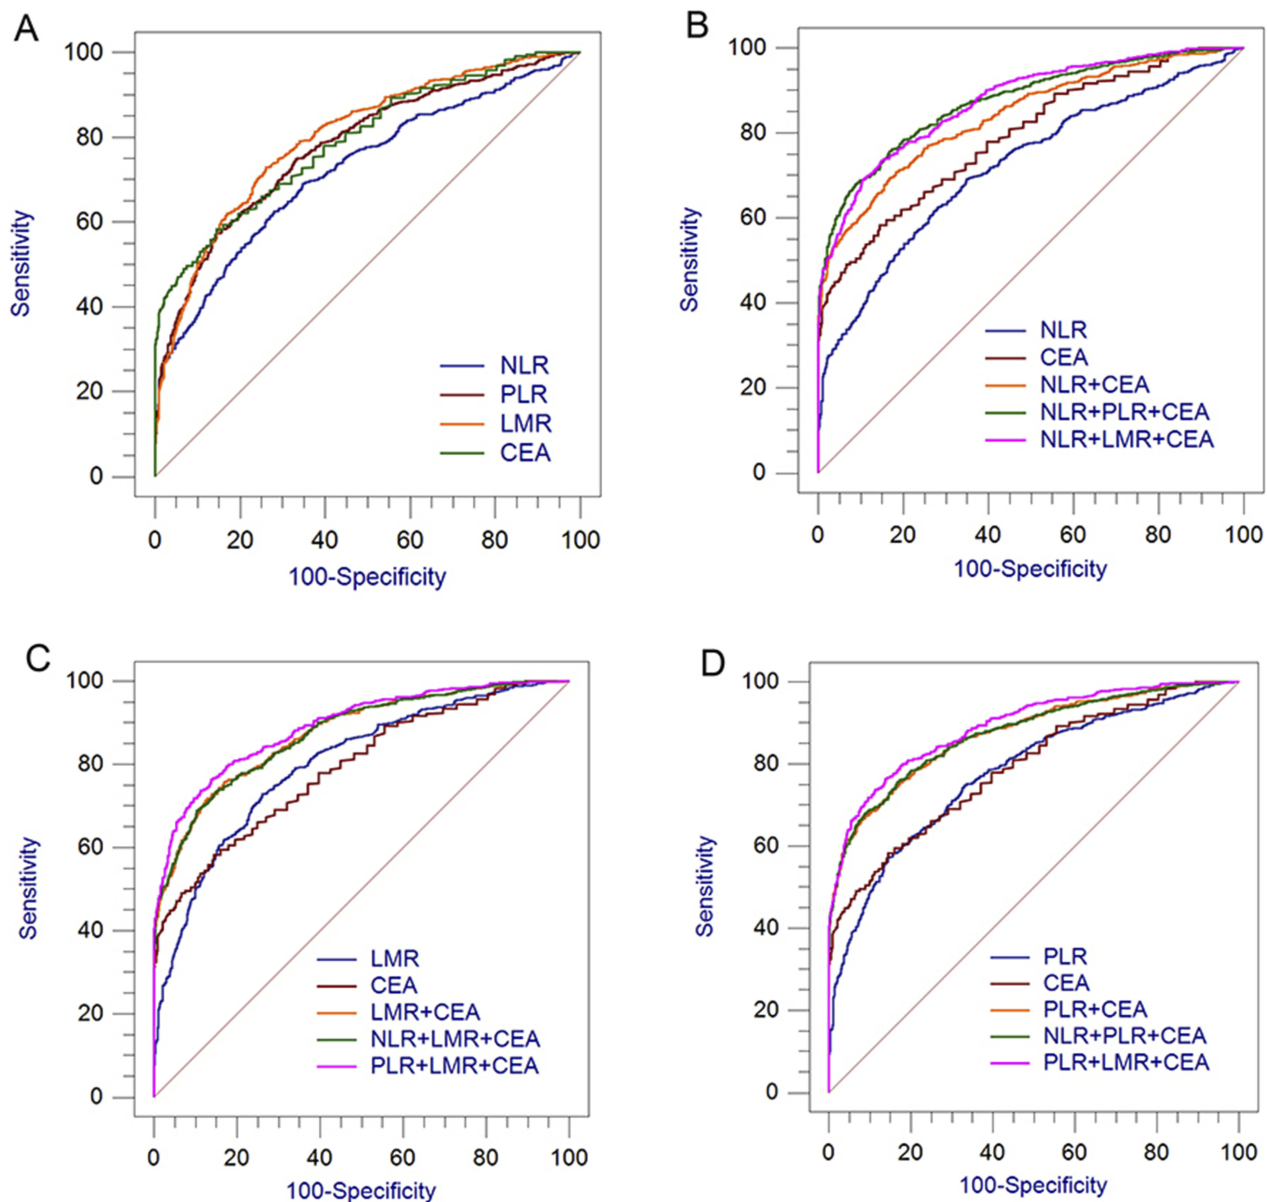 A
100
80
60
40
20
0
Sensitivity
NLR
PLR
LMR
CEA
0 20 40 60 80 100
100-Specificity
B
100
80
60
40
20
0
Sensitivity
NLR
CEA
NLR+CEA
NLR+PLR+CEA
NLR+LMR+CEA
0 20 40 60 80 100
100-Specificity
C
100
80
60
40
20
0
Sensitivity
LMR
CEA
LMR+CEA
NLR+LMR+CEA
PLR+LMR+CEA
0 20 40 60 80 100
100-Specificity
D
100
80
60
40
20
0
Sensitivity
PLR
CEA
PLR+CEA
NLR+PLR+CEA
PLR+LMR+CEA
0 20 40 60 80 100
100-Specificity